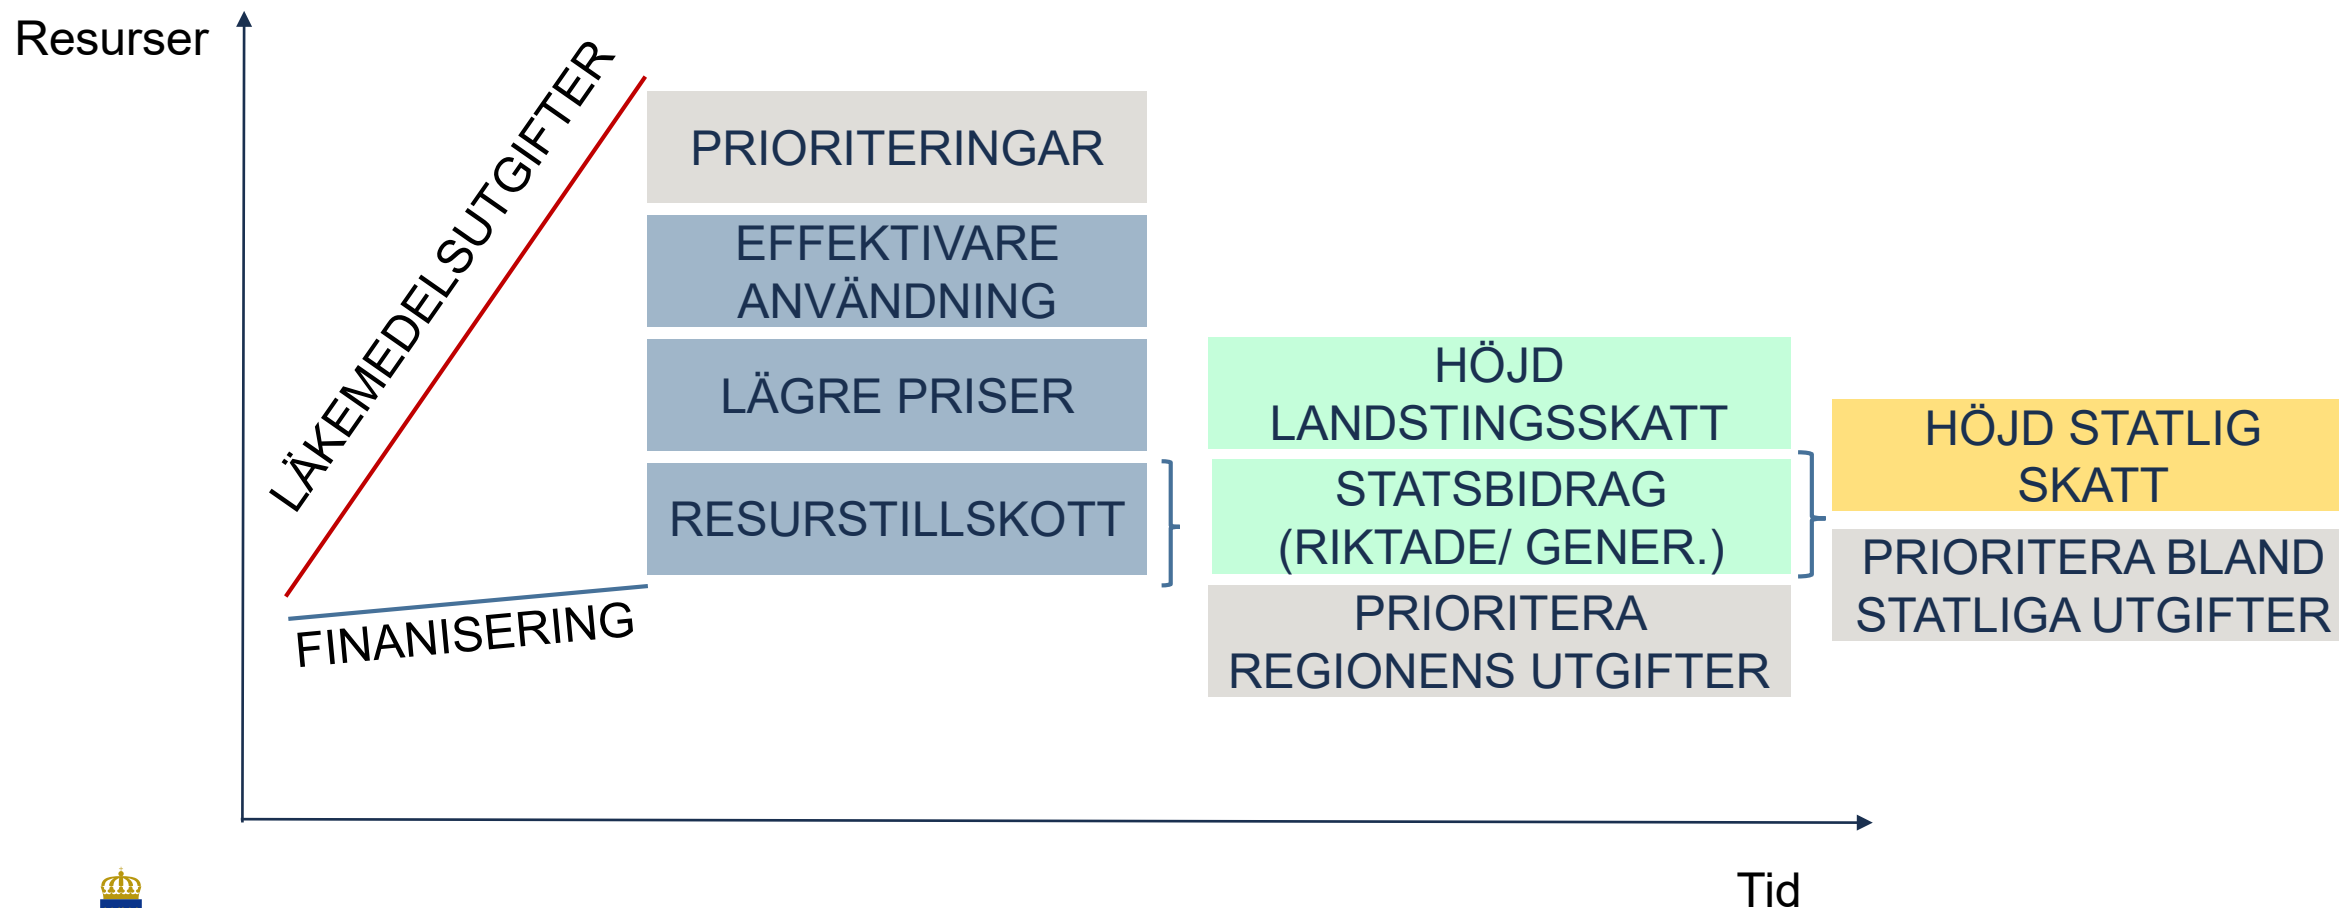 Resurser
LÄKEMEDELSUTGIFTER
FINANISERING
PRIORITERINGAR
EFFEKTIVARE
ANVÄNDNING
LÄGRE PRISER
RESURSTILLSKOTT
HÖJD
LANDSTINGSSKATT
STATSBIDRAG
(RIKTADE/ GENER.)
PRIORITERA
REGIONENS UTGIFTER
HÖJD STATLIG
SKATT
PRIORITERA BLAND
STATLIGA UTGIFTER
Tid